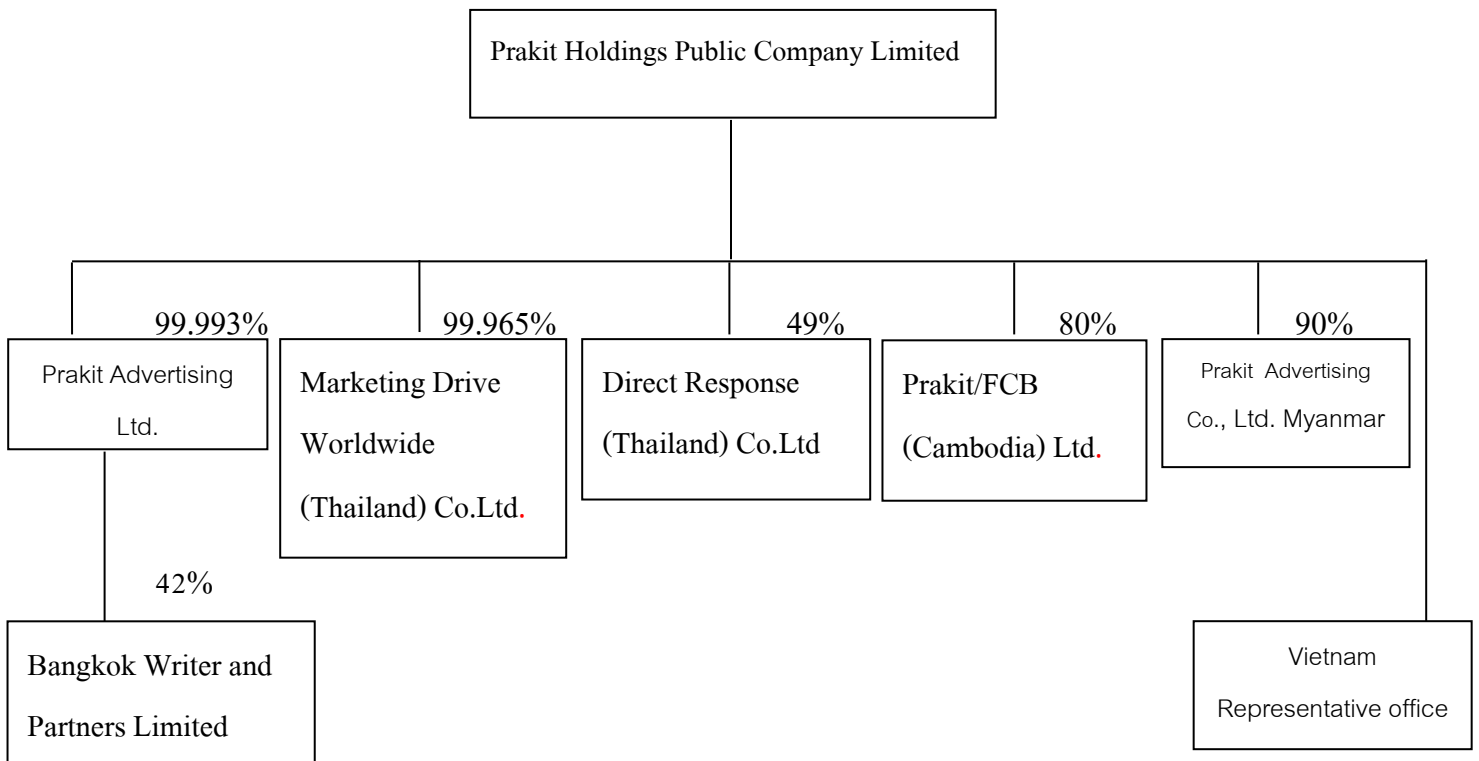 Prakit Holdings Public Company Limited
99.993%
99.965%
49%
80%
90%
Prakit Advertising
Ltd.
Marketing Drive
Worldwide
(Thailand) Co.Ltd.
Direct Response
(Thailand) Co.Ltd
Prakit/FCB
(Cambodia) Ltd.
Prakit Advertising
Co., Ltd. Myanmar
42%
Bangkok Writer and
Partners Limited
Vietnam
Representative office